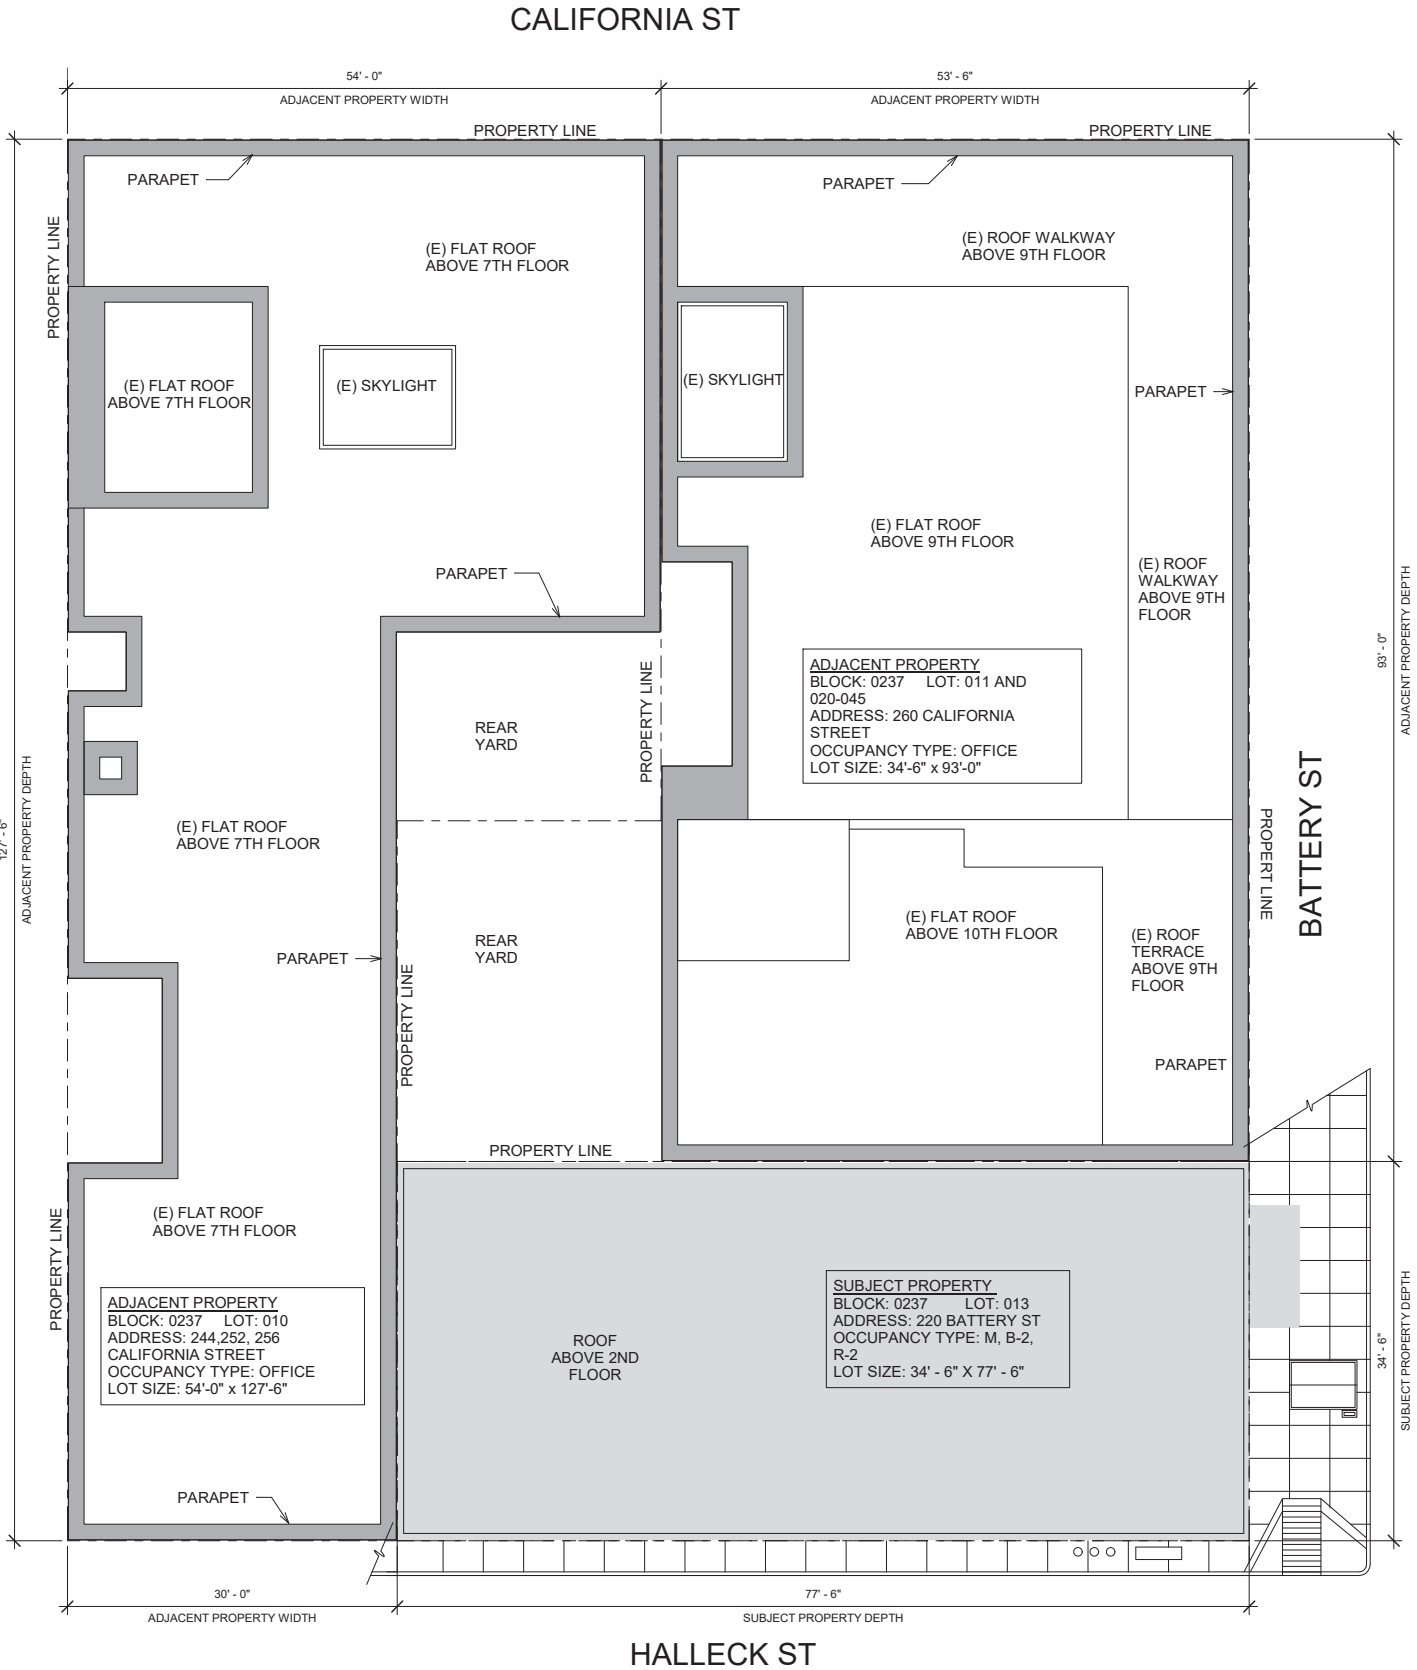 CALIFORNIA ST
54' - 0"
ADJACENT PROPERTY WIDTH
53' - 6"
ADJACENT PROPERTY WIDTH
PROPERTY LINE
PROPERTY LINE
PARAPET
PARAPET
PROPERTY LINE
(E) FLAT ROOF
ABOVE 7TH FLOOR
(E) ROOF WALKWAY
ABOVE 9TH FLOOR
(E) FLAT ROOF
ABOVE 7TH FLOOR
(E) SKYLIGHT
(E) SKYLIGHT
PARAPET
(E) FLAT ROOF
ABOVE 9TH FLOOR
PARAPET
(E) ROOF
WALKWAY
ABOVE 9TH
FLOOR
93' - 0"
ADJACENT PROPERTY DEPTH
PROPERTY LINE
ADJACENT PROPERTY
BLOCK: 0237 LOT: 011 AND
020-045
ADDRESS: 260 CALIFORNIA
STREET
OCCUPANCY TYPE: OFFICE
LOT SIZE: 34'-6" x 93'-0"
REAR
YARD
127' - 6"
ADJACENT PROPERTY DEPTH
(E) FLAT ROOF
ABOVE 7TH FLOOR
BATTERY ST
PROPERT LINE
(E) FLAT ROOF
ABOVE 10TH FLOOR
(E) ROOF
TERRACE
ABOVE 9TH
FLOOR
REAR
YARD
PARAPET
PROPERTY LINE
PARAPET
PROPERTY LINE
(E) FLAT ROOF
ABOVE 7TH FLOOR
PROPERTY LINE
ADJACENT PROPERTY
BLOCK: 0237 LOT: 010
ADDRESS: 244,252, 256
CALIFORNIA STREET
OCCUPANCY TYPE: OFFICE
LOT SIZE: 54'-0" x 127'-6"
ROOF
ABOVE 2ND
FLOOR
SUBJECT PROPERTY
BLOCK: 0237 LOT: 013
ADDRESS: 220 BATTERY ST
OCCUPANCY TYPE: M, B-2,
R-2
LOT SIZE: 34' - 6" X 77' - 6"
34' - 6"
SUBJECT PROPERTY DEPTH
PARAPET
30' - 0"
ADJACENT PROPERTY WIDTH
77' - 6"
SUBJECT PROPERTY DEPTH
HALLECK ST